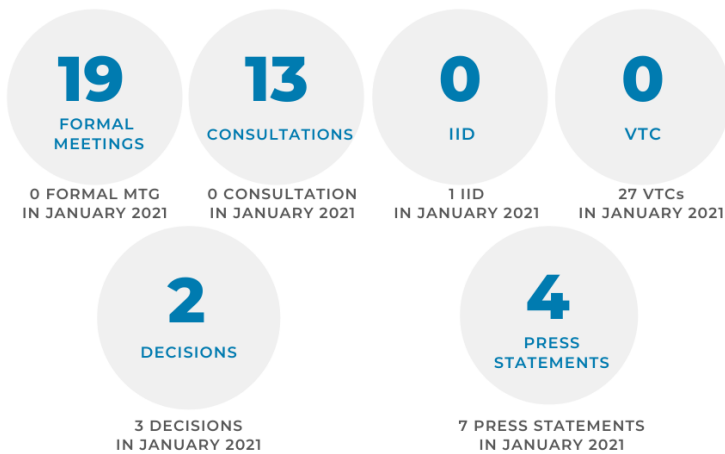 19
FORMAL
MEETINGS
0 FORMAL MTG
IN JANUARY 2021
13
CONSULTATIONS
0 CONSULTATION
IN JANUARY 2021
0
IID
1 IID
IN JANUARY 2021
0
VTC
27 VTCs
IN JANUARY 2021
2
DECISIONS
3 DECISIONS
IN JANUARY 2021
4
PRESS
STATEMENTS
7 PRESS STATEMENTS
IN JANUARY 2021